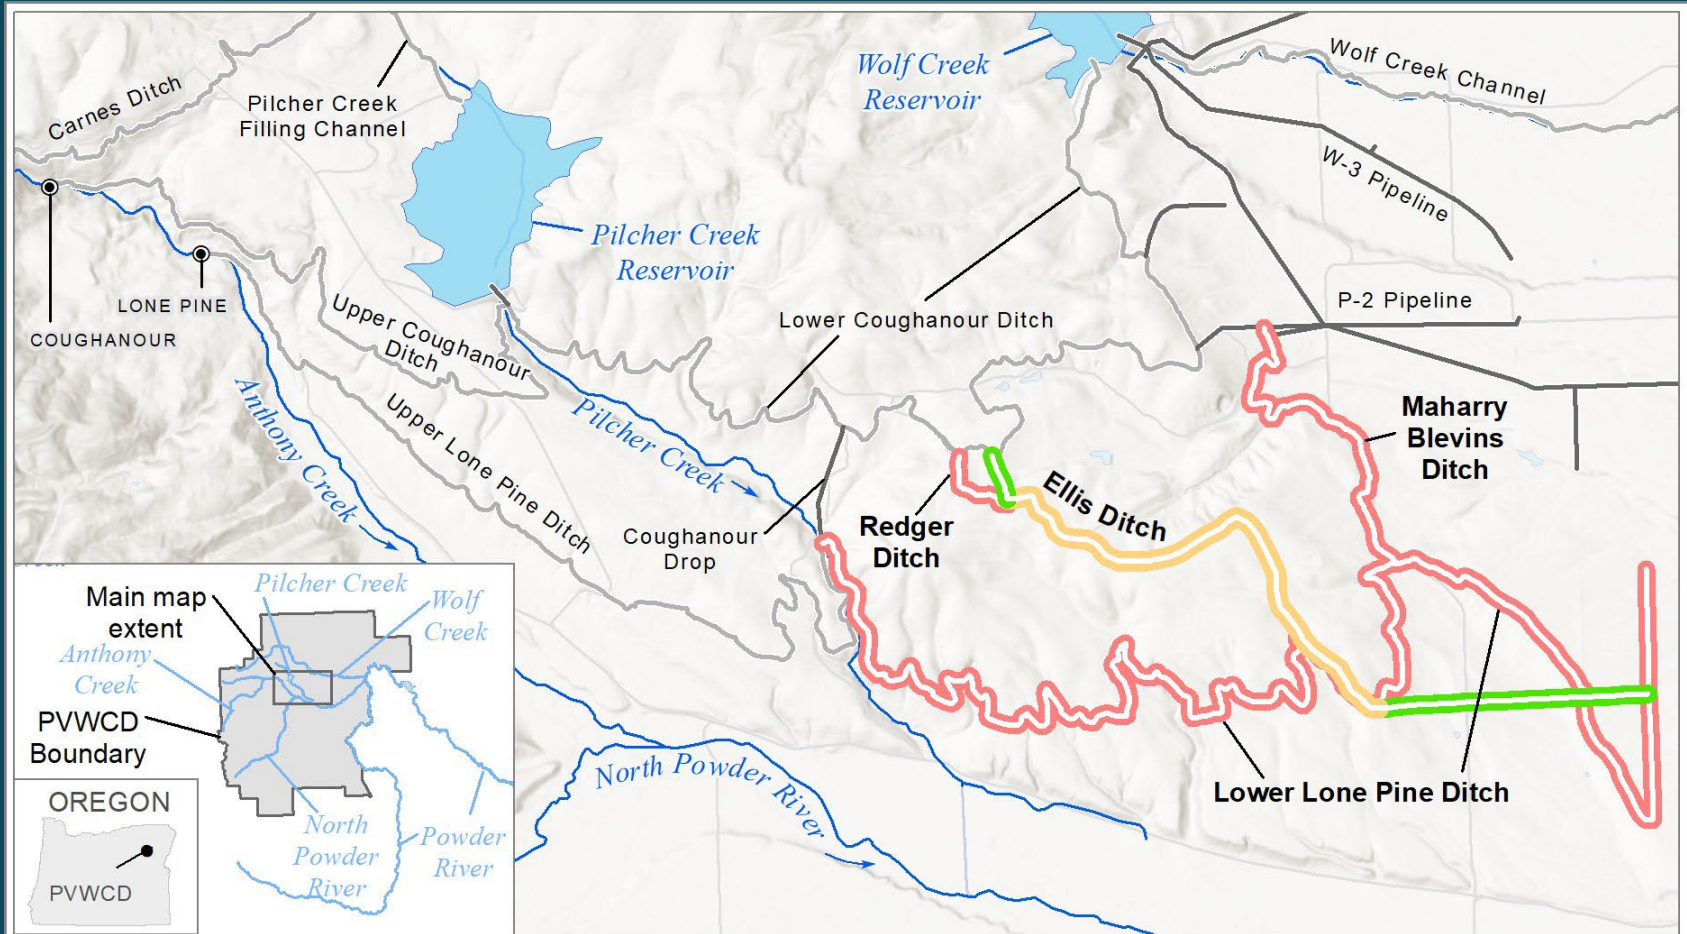 Carnes Ditch
Pilcher Creek
Filling Channel
Wolf Creek
Reservoir
Wolf Creek Channel
W-3 Pipeline
Pilcher Creek
Reservoir
LONE PINE
COUGHANOUR
Upper Coughanour
Ditch
Lower Coughanour Ditch
P-2 Pipeline
Anthony Creek
Upper Lone Pine Ditch
Pilcher Creek
Maharry
Blevins
Ditch
Ellis Ditch
Redger
Ditch
Coughanour
Drop
North Powder River
Lower Lone Pine Ditch
Pilcher Creek
Main map
extent
Wolf
Creek
Anthony
Creek
PVWCD
Boundary
North
Powder
River
Powder
River
OREGON
PVWCD